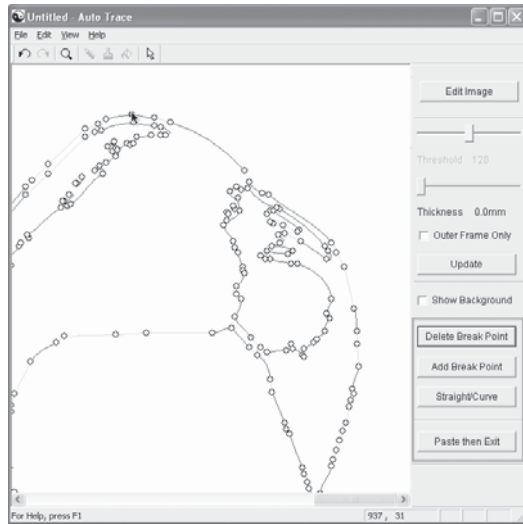 Untitled - Auto Trace
File Edit View Help
Edit Image
Threshold 128
Thickness 0.0mm
Outer Frame Only
Update
Show Background
Delete Break Point
Add Break Point
Straight/Curve
Paste then Exit
For Help, press F1
937, 31